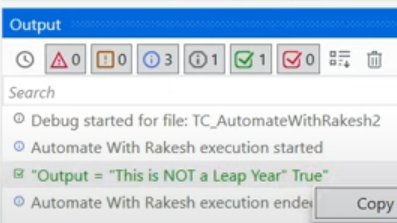 Output
0 0 3 1 1 0
Search
Debug started for file: TC_AutomateWithRakesh2
Automate With Rakesh execution started
"Output = "This is NOT a Leap Year" True"
Automate With Rakesh execution ende
Copy